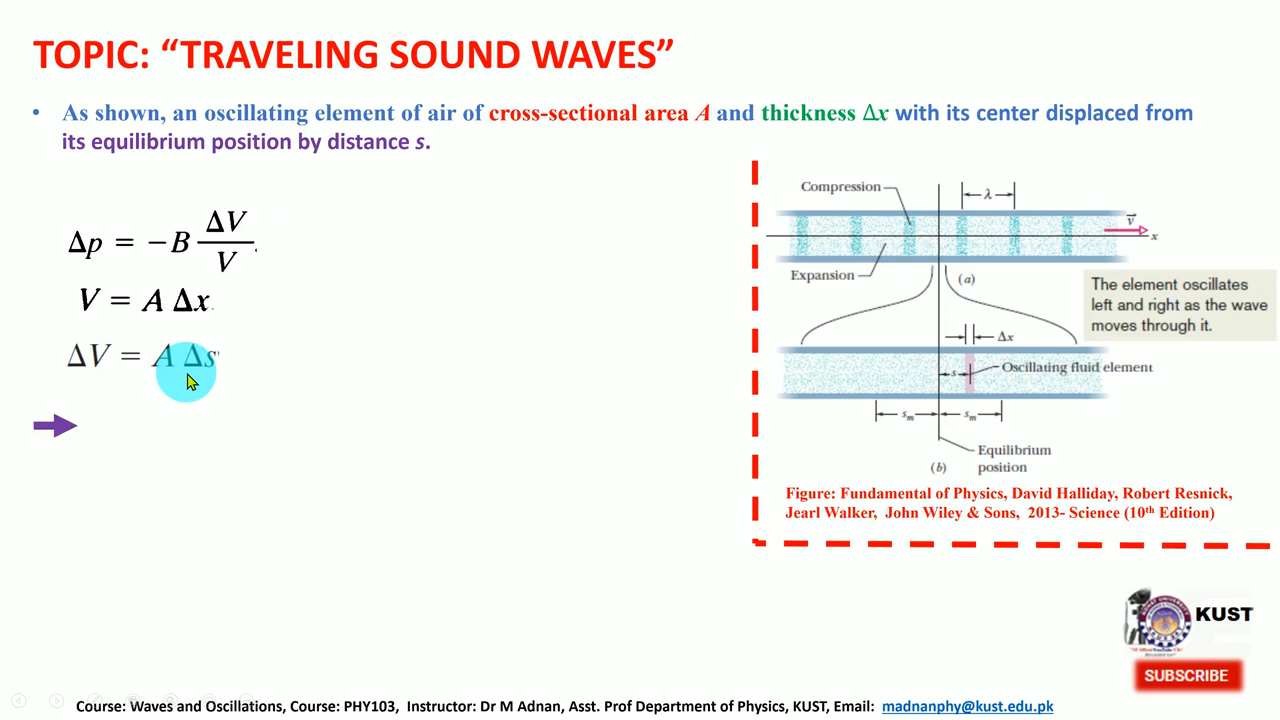 TOPIC: “TRAVELING SOUND WAVES”
• As shown, an oscillating element of air of cross-sectional area A and thickness Δx with its center displaced from
its equilibrium position by distance s.
Δp = −B ΔV/V.
V = A Δx.
ΔV = A Δs
Compression
λ
v
x
Expansion
(a)
The element oscillates
left and right as the wave
moves through it.
Δx
s
Oscillating fluid element
sm sm
Equilibrium
position
(b)
Figure: Fundamental of Physics, David Halliday, Robert Resnick,
Jearl Walker, John Wiley & Sons, 2013- Science (10th Edition)
KUST
SUBSCRIBE
Course: Waves and Oscillations, Course: PHY103, Instructor: Dr M Adnan, Asst. Prof Department of Physics, KUST, Email: madnanphy@kust.edu.pk